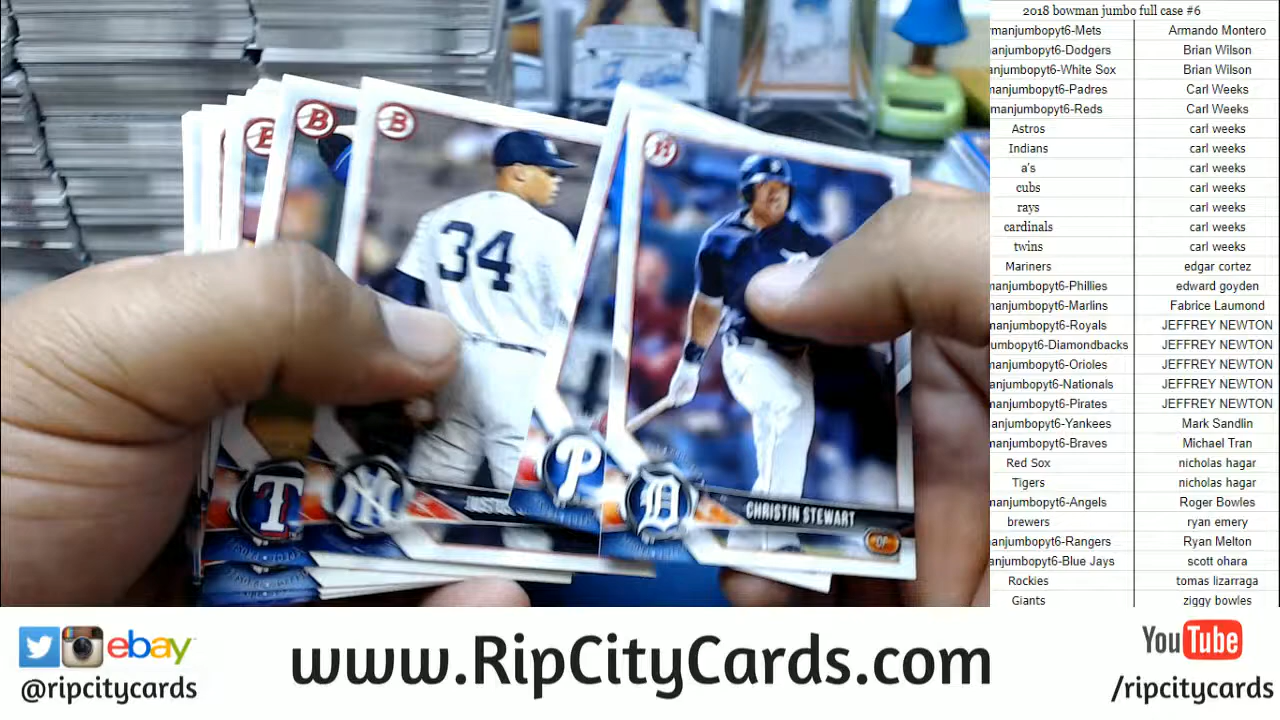 2018 bowman jumbo full case #6
manjumbopyt6-Mets Armando Montero
anjumbopyt6-Dodgers Brian Wilson
anjumbopyt6-White Sox Brian Wilson
manjumbopyt6-Padres Carl Weeks
manjumbopyt6-Reds Carl Weeks
Astros carl weeks
Indians carl weeks
a's carl weeks
cubs carl weeks
rays carl weeks
cardinals carl weeks
twins carl weeks
Mariners edgar cortez
manjumbopyt6-Phillies edward goyden
manjumbopyt6-Marlins Fabrice Laumond
manjumbopyt6-Royals JEFFREY NEWTON
umbopyt6-Diamondbacks JEFFREY NEWTON
anjumbopyt6-Orioles JEFFREY NEWTON
anjumbopyt6-Nationals JEFFREY NEWTON
manjumbopyt6-Pirates JEFFREY NEWTON
manjumbopyt6-Yankees Mark Sandlin
manjumbopyt6-Braves Michael Tran
Red Sox nicholas hagar
Tigers nicholas hagar
manjumbopyt6-Angels Roger Bowles
brewers ryan emery
manjumbopyt6-Rangers Ryan Melton
anjumbopyt6-Blue Jays scott ohara
Rockies tomas lizarraga
Giants ziggy bowles
B
B
B
34
T
NY
P
D
CHRISTIN STEWART
OF
ebay
@ripcitycards
www.RipCityCards.com
YouTube
/ripcitycards